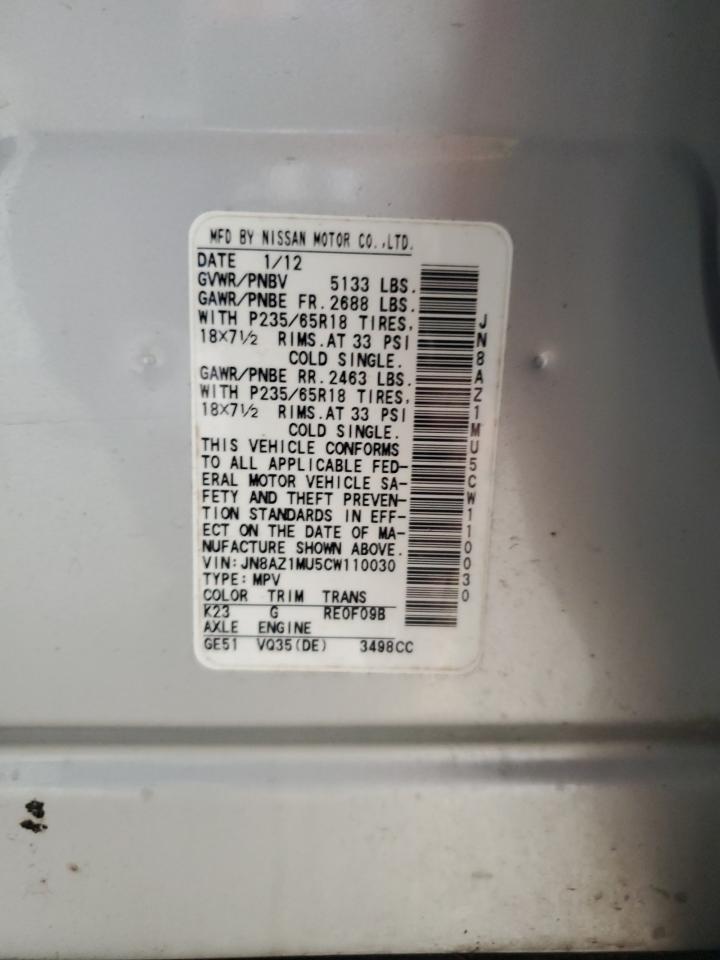 MFD BY NISSAN MOTOR CO.,LTD.
DATE 1/12
GVWR/PNBV 5133 LBS.
GAWR/PNBE FR. 2688 LBS.
WITH P235/65R18 TIRES,
18×7½ RIMS. AT 33 PSI
COLD SINGLE.
GAWR/PNBE RR. 2463 LBS.
WITH P235/65R18 TIRES,
18×7½ RIMS. AT 33 PSI
COLD SINGLE.
THIS VEHICLE CONFORMS
TO ALL APPLICABLE FED-
ERAL MOTOR VEHICLE SA-
FETY AND THEFT PREVEN-
TION STANDARDS IN EFF-
ECT ON THE DATE OF MA-
NUFACTURE SHOWN ABOVE.
VIN: JN8AZ1MU5CW110030
TYPE: MPV
COLOR TRIM TRANS
K23 G RE0F09B
AXLE ENGINE
GE51 VQ35(DE) 3498CC
JN8AZ1MU5CW110030